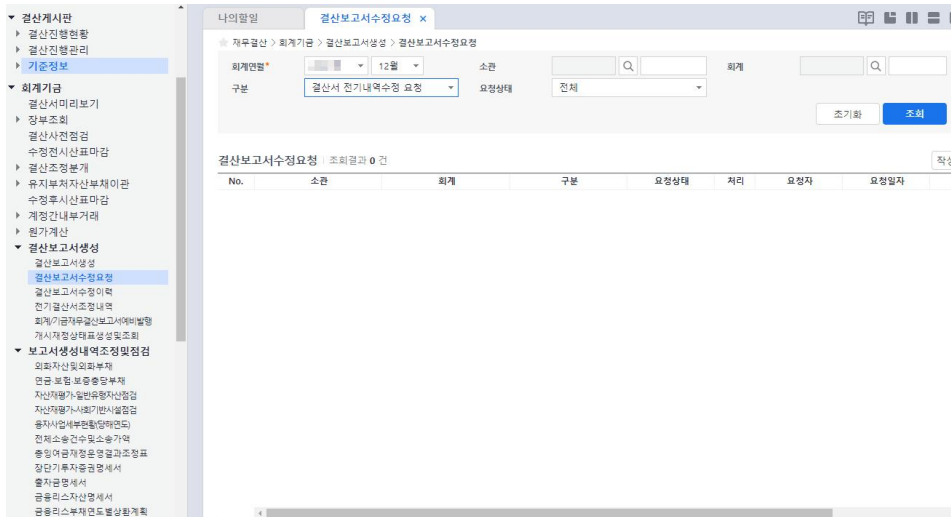 결산게시판
결산진행현황
결산진행관리
기준정보
회계기금
결산서미리보기
장부조회
결산사전점검
수정전시산표마감
결산조정분개
유지부처자산부채이관
수정후시산표마감
계정간내부거래
원가계산
결산보고서생성
결산보고서생성
결산보고서수정요청
결산보고서수정이력
전기결산서조정내역
회계/기금재무결산보고서예비발행
개시재정상태표생성및조회
보고서생성내역조정및점검
외화자산및외화부채
연금·보험·보증충당부채
자산재평가-일반유형자산점검
자산재평가-사회기반시설점검
융자사업세부현황(당해연도)
전체소송건수및소송가액
총잉여금재정운영결과조정표
장단기투자증권명세서
출자금명세서
금융리스자산명세서
금융리스부채연도별상환계획
나의할일 결산보고서수정요청 ×
재무결산 > 회계기금 > 결산보고서생성 > 결산보고서수정요청
회계연월* 12월 소관 회계
구분 결산서 전기내역수정 요청 요청상태 전체
초기화 조회
결산보고서수정요청 조회결과 0 건
No. 소관 회계 구분 요청상태 처리 요청자 요청일자